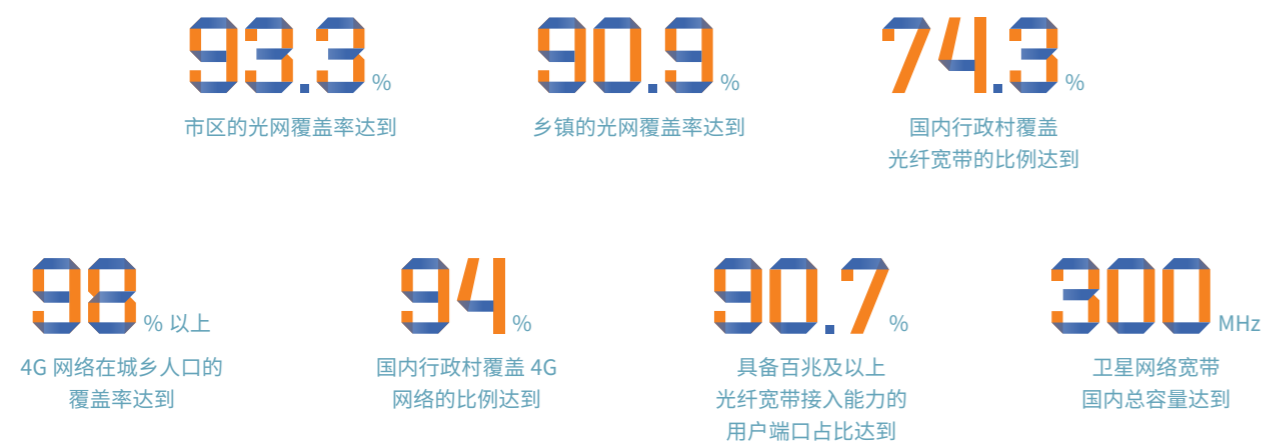 93.3%
市区的光网覆盖率达到
90.9%
乡镇的光网覆盖率达到
74.3%
国内行政村覆盖
光纤宽带的比例达到
98% 以上
4G 网络在城乡人口的
覆盖率达到
94%
国内行政村覆盖 4G
网络的比例达到
90.7%
具备百兆及以上
光纤宽带接入能力的
用户端口占比达到
300MHz
卫星网络宽带
国内总容量达到